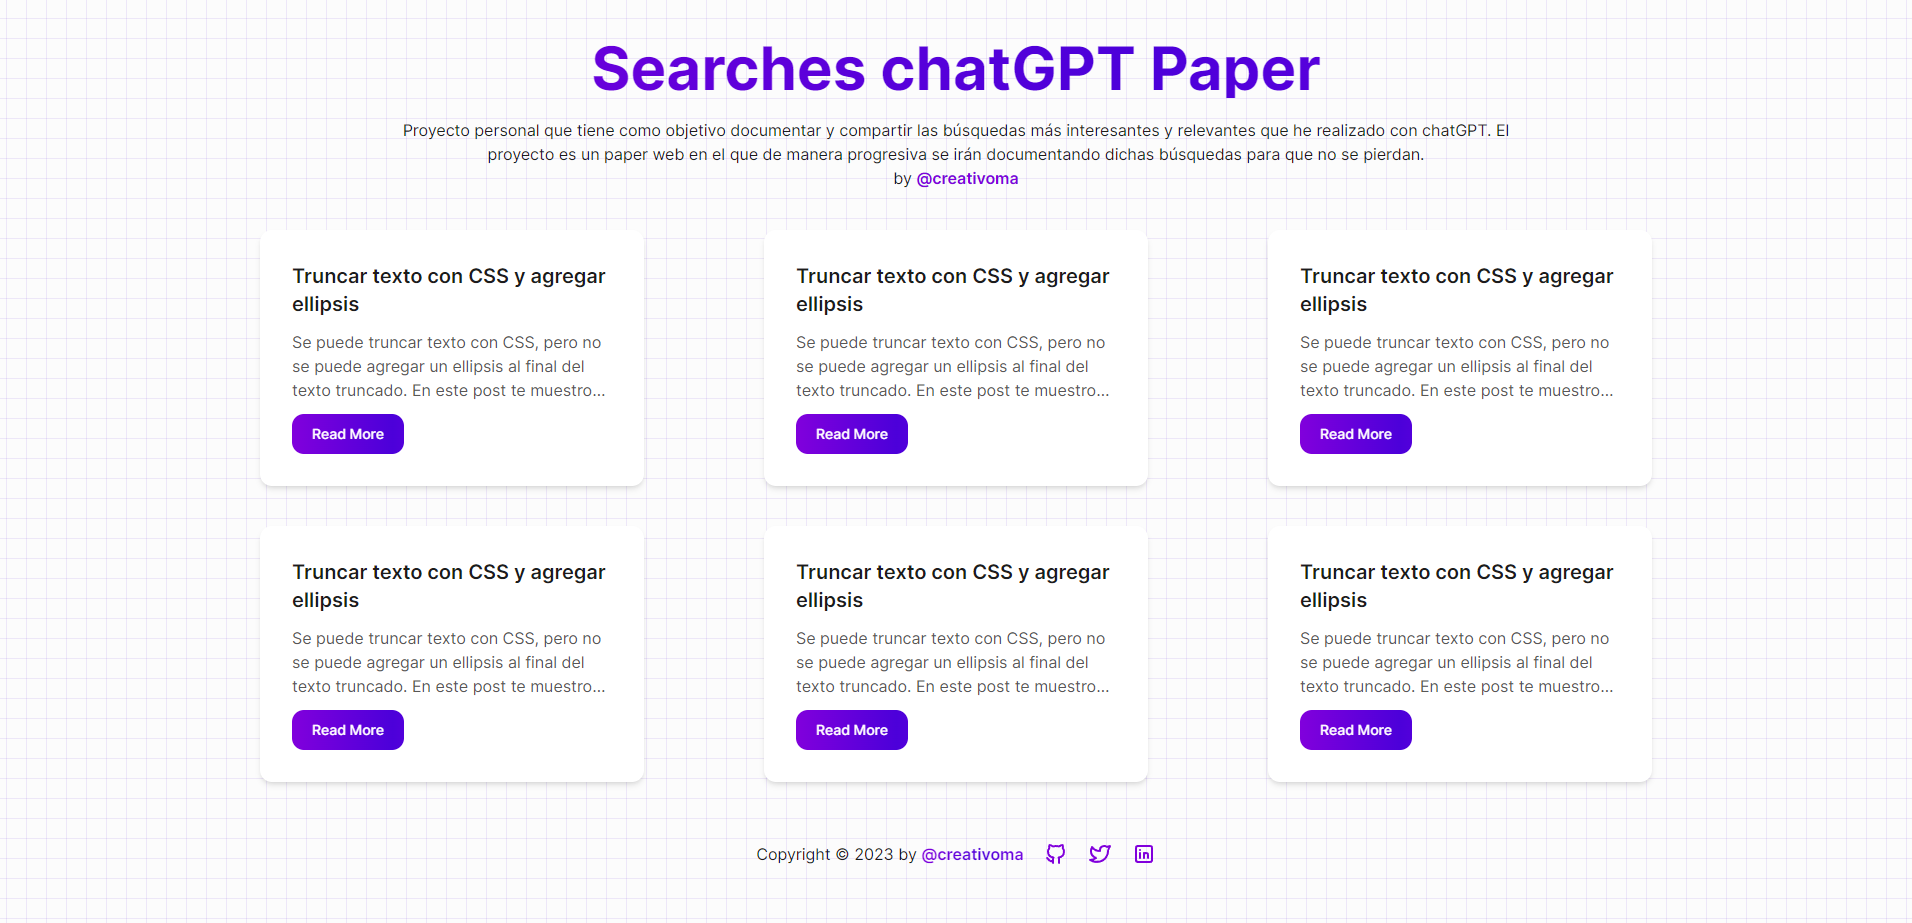 Searches chatGPT Paper
Proyecto personal que tiene como objetivo documentar y compartir las búsquedas más interesantes y relevantes que he realizado con chatGPT. El
proyecto es un paper web en el que de manera progresiva se irán documentando dichas búsquedas para que no se pierdan.
by @creativoma
Truncar texto con CSS y agregar
ellipsis
Se puede truncar texto con CSS, pero no
se puede agregar un ellipsis al final del
texto truncado. En este post te muestro...
Read More
Truncar texto con CSS y agregar
ellipsis
Se puede truncar texto con CSS, pero no
se puede agregar un ellipsis al final del
texto truncado. En este post te muestro...
Read More
Truncar texto con CSS y agregar
ellipsis
Se puede truncar texto con CSS, pero no
se puede agregar un ellipsis al final del
texto truncado. En este post te muestro...
Read More
Truncar texto con CSS y agregar
ellipsis
Se puede truncar texto con CSS, pero no
se puede agregar un ellipsis al final del
texto truncado. En este post te muestro...
Read More
Truncar texto con CSS y agregar
ellipsis
Se puede truncar texto con CSS, pero no
se puede agregar un ellipsis al final del
texto truncado. En este post te muestro...
Read More
Truncar texto con CSS y agregar
ellipsis
Se puede truncar texto con CSS, pero no
se puede agregar un ellipsis al final del
texto truncado. En este post te muestro...
Read More
Copyright © 2023 by @creativoma